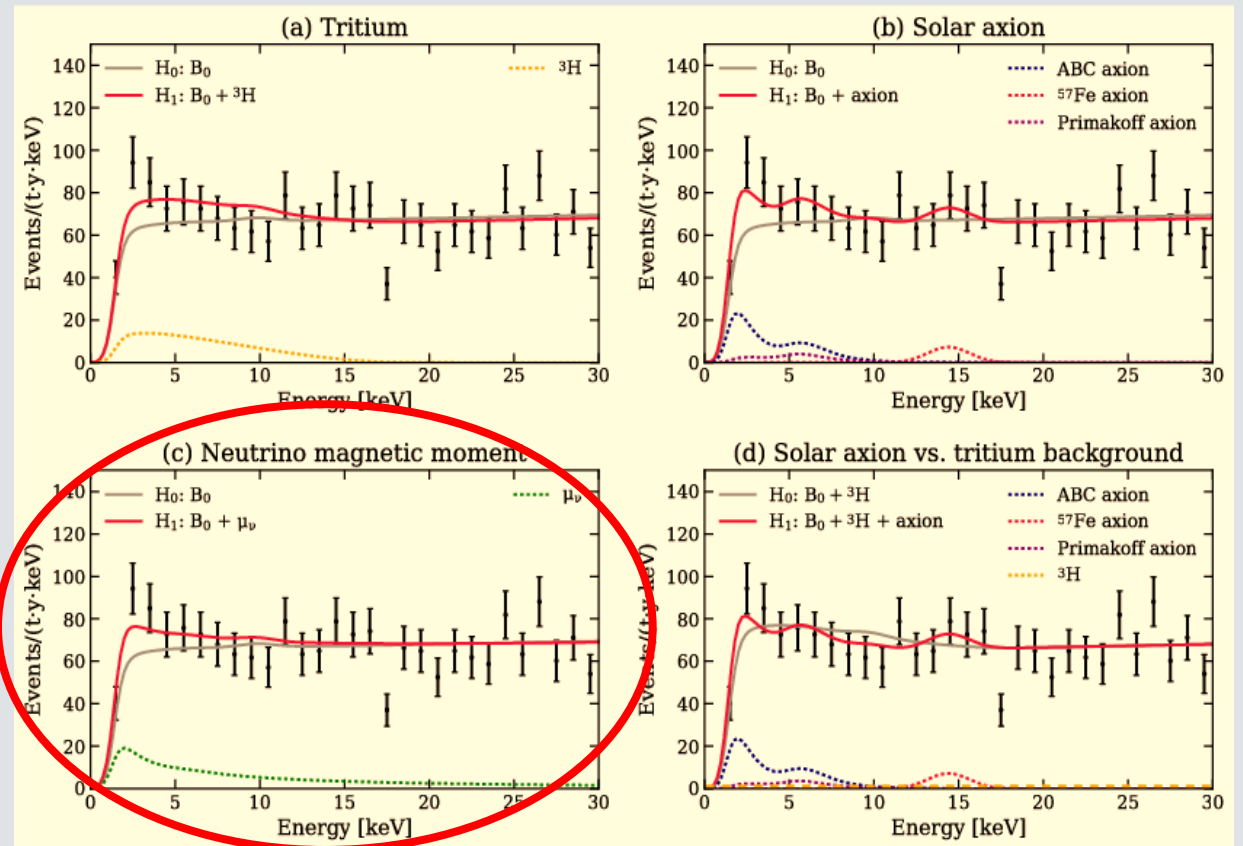 (a) Tritium
H₀: B₀
H₁: B₀ + ³H
³H
Events/(t·y·keV)
140
120
100
80
60
40
20
0
0 5 10 15 20 25 30
Energy [keV]
(b) Solar axion
H₀: B₀
H₁: B₀ + axion
ABC axion
⁵⁷Fe axion
Primakoff axion
Events/(t·y·keV)
140
120
100
80
60
40
20
0
0 5 10 15 20 25 30
Energy [keV]
(c) Neutrino magnetic moment
H₀: B₀
H₁: B₀ + μᵥ
μᵥ
Events/(t·y·keV)
140
120
100
80
60
40
20
0
0 5 10 15 20 25 30
Energy [keV]
(d) Solar axion vs. tritium background
H₀: B₀ + ³H
H₁: B₀ + ³H + axion
ABC axion
⁵⁷Fe axion
Primakoff axion
³H
Events/(t·y·keV)
140
120
100
80
60
40
20
0
0 5 10 15 20 25 30
Energy [keV]